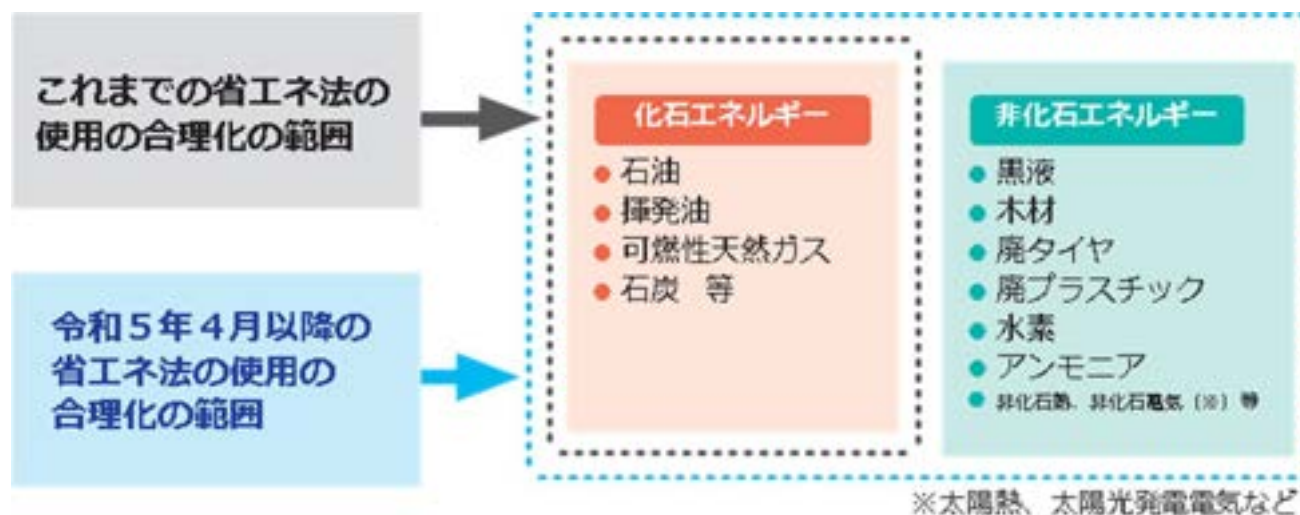 これまでの省エネ法の
使用の合理化の範囲
令和５年４月以降の
省エネ法の使用の
合理化の範囲
化石エネルギー
石油
揮発油
可燃性天然ガス
石炭　等
非化石エネルギー
黒液
木材
廃タイヤ
廃プラスチック
水素
アンモニア
非化石熱、非化石電気（※）等
※太陽熱、太陽光発電電気など